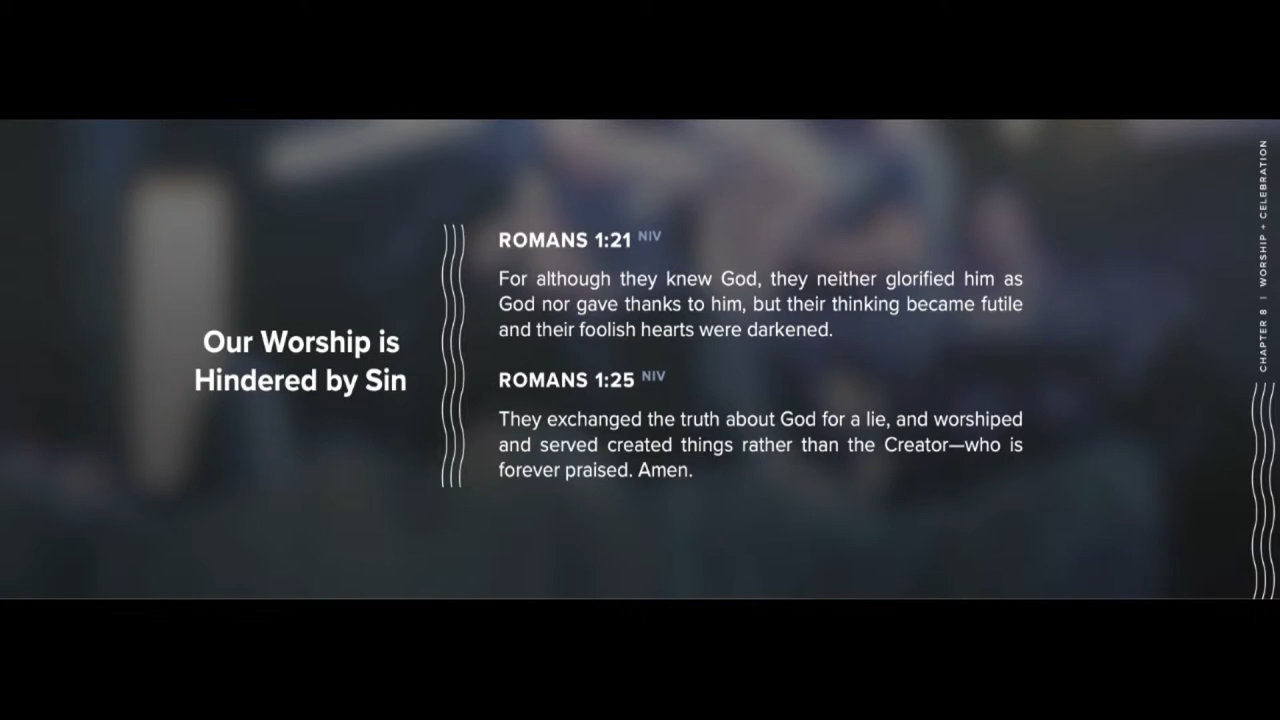 Our Worship is
Hindered by Sin
ROMANS 1:21 NIV
For although they knew God, they neither glorified him as
God nor gave thanks to him, but their thinking became futile
and their foolish hearts were darkened.
ROMANS 1:25 NIV
They exchanged the truth about God for a lie, and worshiped
and served created things rather than the Creator—who is
forever praised. Amen.
CHAPTER 8 | WORSHIP + CELEBRATION